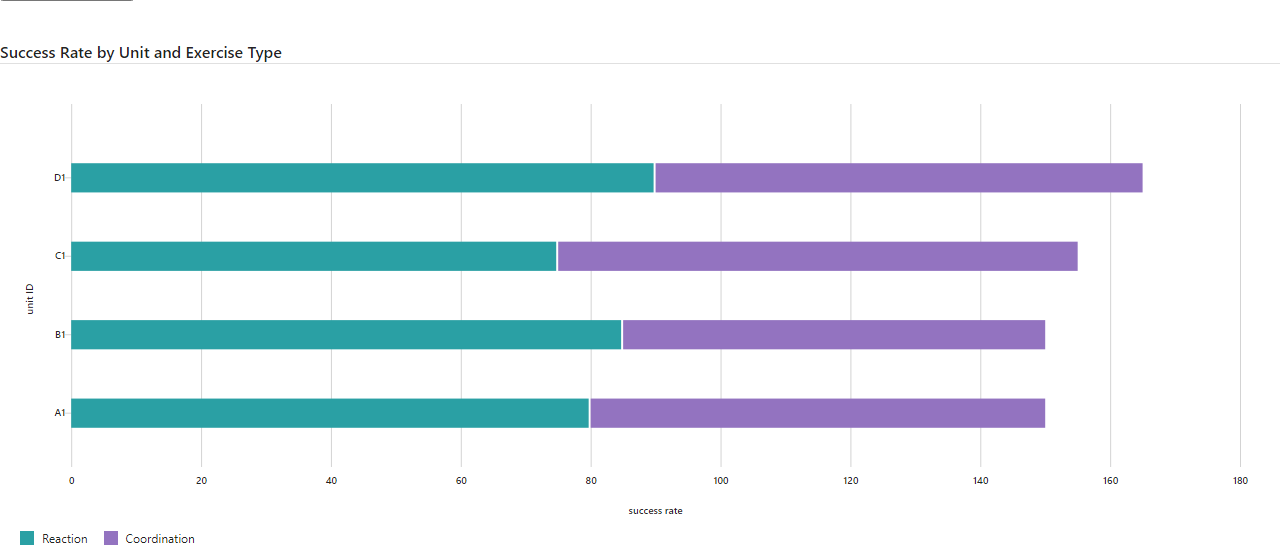 Success Rate by Unit and Exercise Type
D1
C1
unit ID
B1
A1
0 20 40 60 80 100 120 140 160 180
success rate
Reaction Coordination